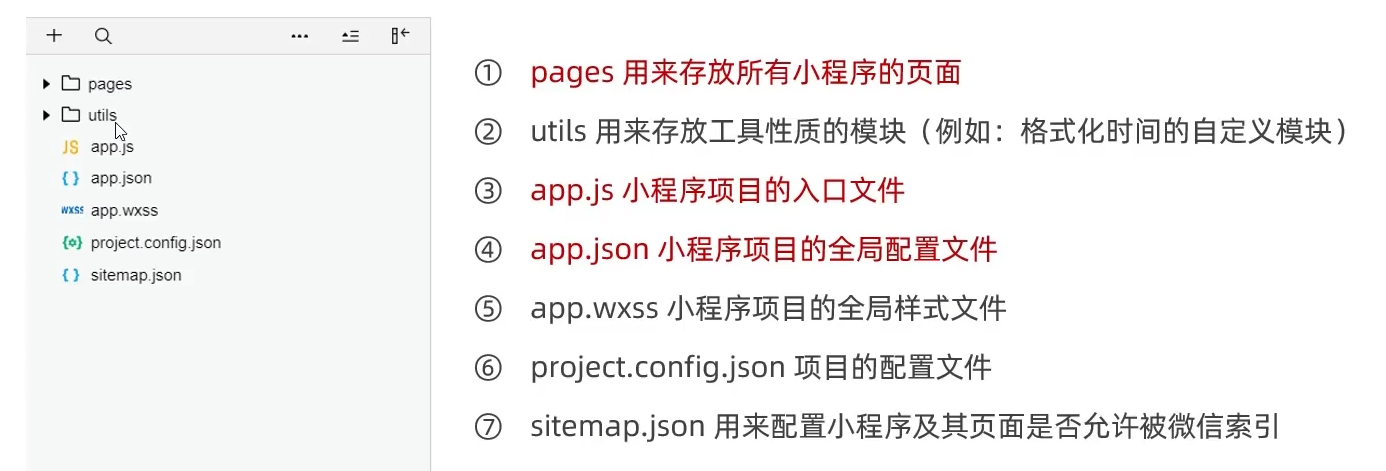 pages
utils
JS app.js
{ } app.json
WXSS app.wxss
{o} project.config.json
{ } sitemap.json
① pages 用来存放所有小程序的页面
② utils 用来存放工具性质的模块（例如：格式化时间的自定义模块）
③ app.js 小程序项目的入口文件
④ app.json 小程序项目的全局配置文件
⑤ app.wxss 小程序项目的全局样式文件
⑥ project.config.json 项目的配置文件
⑦ sitemap.json 用来配置小程序及其页面是否允许被微信索引